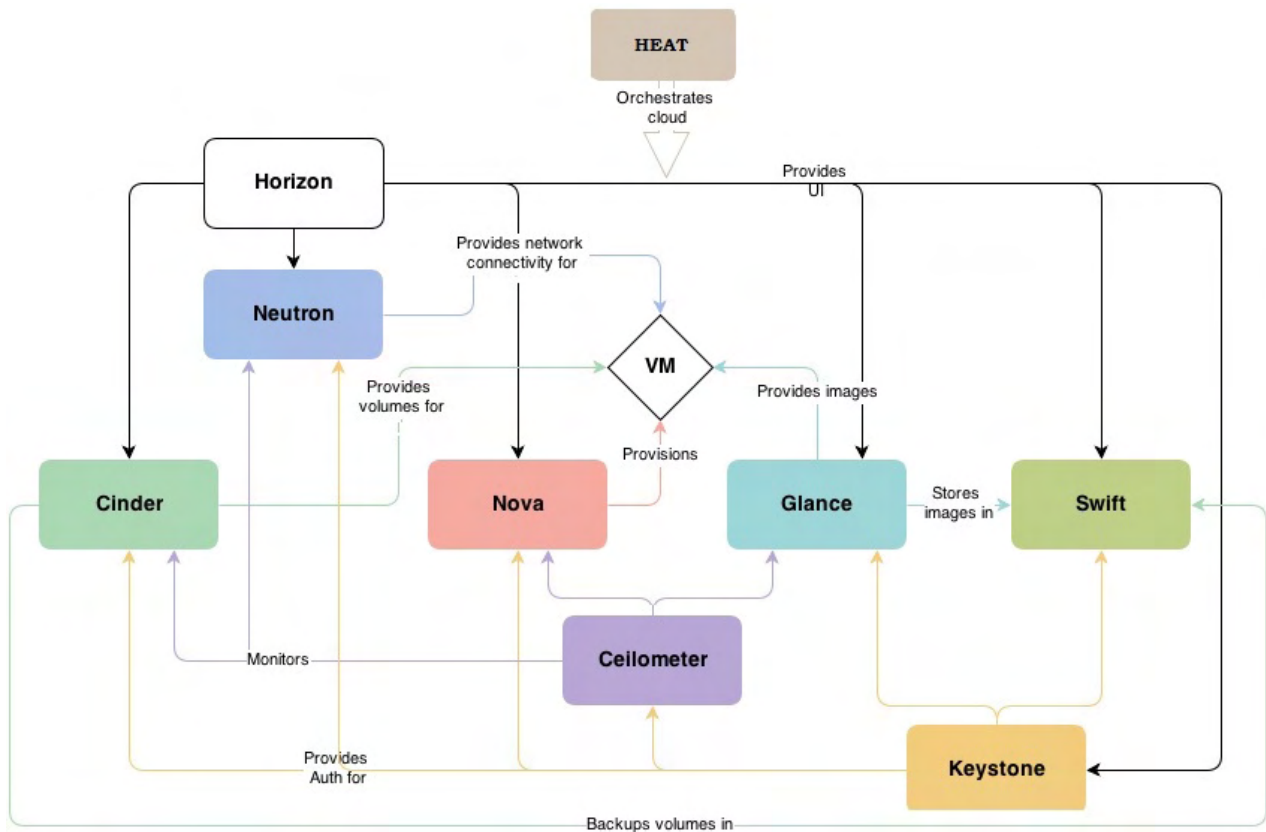 HEAT
Orchestrates
cloud
Provides
UI
Horizon
Provides network
connectivity for
Neutron
VM
Provides
volumes for
Provides images
Provisions
Cinder
Nova
Glance
Stores
images in
Swift
Monitors
Ceilometer
Provides
Auth for
Keystone
Backups volumes in